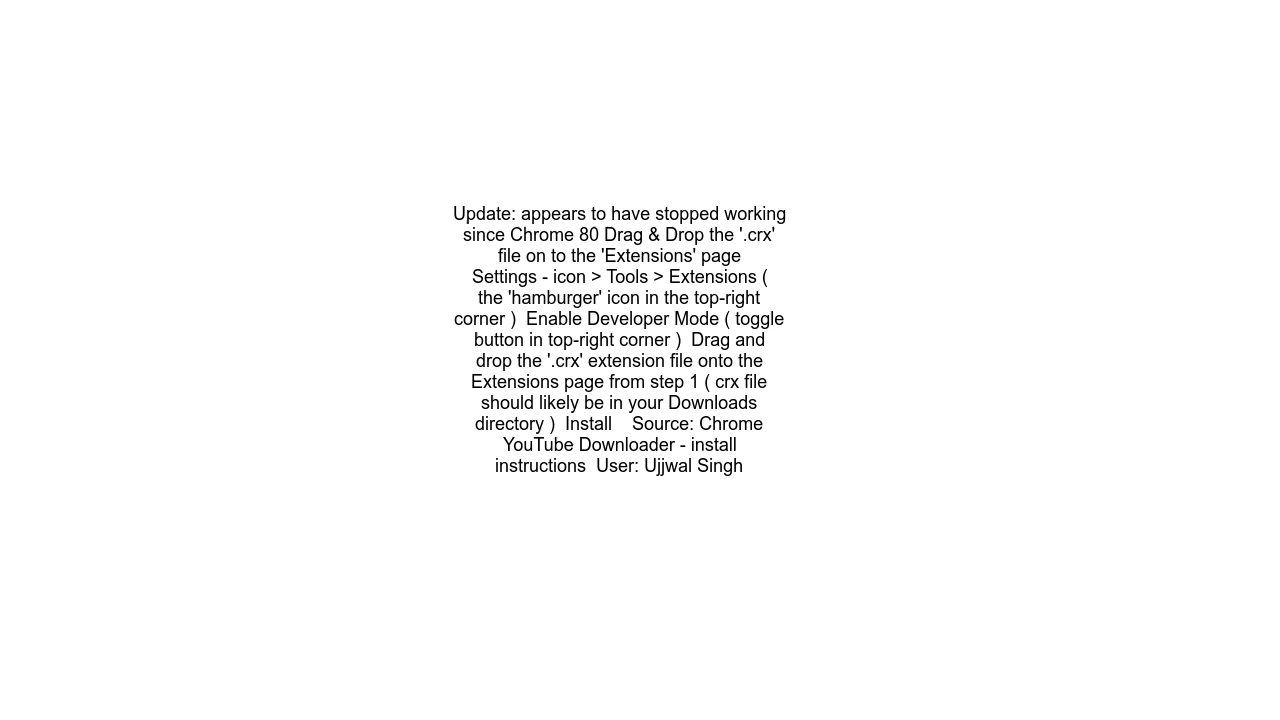 Update: appears to have stopped working
since Chrome 80 Drag & Drop the '.crx'
file on to the 'Extensions' page
Settings - icon > Tools > Extensions (
the 'hamburger' icon in the top-right
corner )  Enable Developer Mode ( toggle
button in top-right corner )  Drag and
drop the '.crx' extension file onto the
Extensions page from step 1 ( crx file
should likely be in your Downloads
directory )  Install    Source: Chrome
YouTube Downloader - install
instructions  User: Ujjwal Singh